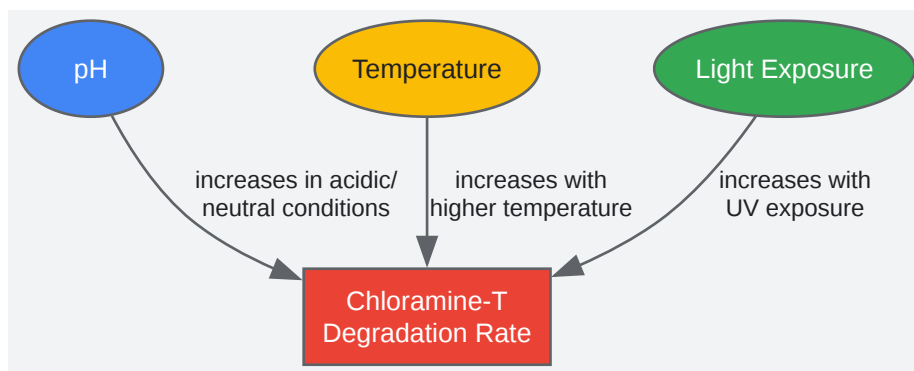 pH
Temperature
Light Exposure
increases in acidic/
neutral conditions
increases with
higher temperature
increases with
UV exposure
Chloramine-T
Degradation Rate